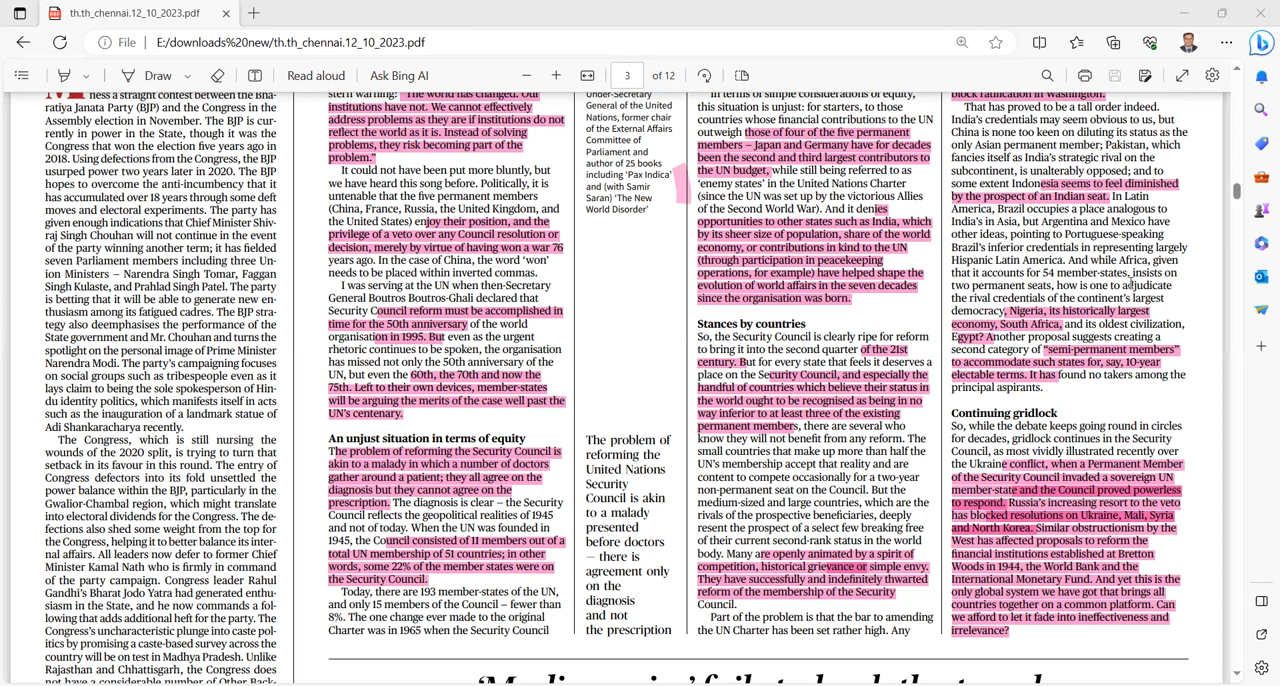 th.th_chennai.12_10_2023.pdf
File
E:/downloads%20new/th.th_chennai.12_10_2023.pdf
Draw
Read aloud
Ask Bing AI
3
of 12
ness a straight contest between the Bha-
ratiya Janata Party (BJP) and the Congress in the
Assembly election in November. The BJP is cur-
rently in power in the State, though it was the
Congress that won the election five years ago in
2018. Using defections from the Congress, the BJP
usurped power two years later in 2020. The BJP
hopes to overcome the anti-incumbency that it
has accumulated over 18 years through some deft
moves and electoral experiments. The party has
given enough indications that Chief Minister Shiv-
raj Singh Chouhan will not continue in the event
of the party winning another term; it has fielded
seven Parliament members including three Un-
ion Ministers – Narendra Singh Tomar, Faggan
Singh Kulaste, and Prahlad Singh Patel. The party
is betting that it will be able to generate new en-
thusiasm among its fatigued cadres. The BJP stra-
tegy also deemphasises the performance of the
State government and Mr. Chouhan and turns the
spotlight on the personal image of Prime Minister
Narendra Modi. The party's campaigning focuses
on social groups such as tribespeople even as it
lays claim to being the sole spokesperson of Hin-
du identity politics, which manifests itself in acts
such as the inauguration of a landmark statue of
Adi Shankaracharya recently.
The Congress, which is still nursing the
wounds of the 2020 split, is trying to turn that
setback in its favour in this round. The entry of
Congress defectors into its fold unsettled the
power balance within the BJP, particularly in the
Gwalior-Chambal region, which might translate
into electoral dividends for the Congress. The de-
fections also shed some weight from the top for
the Congress, helping it to better balance its inter-
nal affairs. All leaders now defer to former Chief
Minister Kamal Nath who is firmly in command
of the party campaign. Congress leader Rahul
Gandhi's Bharat Jodo Yatra had generated enthu-
siasm in the State, and he now commands a fol-
lowing that adds additional heft for the party. The
Congress's uncharacteristic plunge into caste pol-
itics by promising a caste-based survey across the
country will be on test in Madhya Pradesh. Unlike
Rajasthan and Chhattisgarh, the Congress does
not have a considerable number of Other Back-
stern warning: "The world has changed. Our
institutions have not. We cannot effectively
address problems as they are if institutions do not
reflect the world as it is. Instead of solving
problems, they risk becoming part of the
problem."
It could not have been put more bluntly, but
we have heard this song before. Politically, it is
untenable that the five permanent members
(China, France, Russia, the United Kingdom, and
the United States) enjoy their position, and the
privilege of a veto over any Council resolution or
decision, merely by virtue of having won a war 76
years ago. In the case of China, the word 'won'
needs to be placed within inverted commas.
I was serving at the UN when then-Secretary
General Boutros Boutros-Ghali declared that
Security Council reform must be accomplished in
time for the 50th anniversary of the world
organisation in 1995. But even as the urgent
rhetoric continues to be spoken, the organisation
has missed not only the 50th anniversary of the
UN, but even the 60th, the 70th and now the
75th. Left to their own devices, member-states
will be arguing the merits of the case well past the
UN's centenary.
An unjust situation in terms of equity
The problem of reforming the Security Council is
akin to a malady in which a number of doctors
gather around a patient; they all agree on the
diagnosis but they cannot agree on the
prescription. The diagnosis is clear – the Security
Council reflects the geopolitical realities of 1945
and not of today. When the UN was founded in
1945, the Council consisted of 11 members out of a
total UN membership of 51 countries; in other
words, some 22% of the member states were on
the Security Council.
Today, there are 193 member-states of the UN,
and only 15 members of the Council – fewer than
8%. The one change ever made to the original
Charter was in 1965 when the Security Council
Under-Secretary
General of the United
Nations, former chair
of the External Affairs
Committee of
Parliament and
author of 25 books
including 'Pax Indica'
and (with Samir
Saran) 'The New
World Disorder'
The problem of
reforming the
United Nations
Security
Council is akin
to a malady
presented
before doctors
— there is
agreement only
on the
diagnosis
and not
the prescription
In terms of simple considerations of equity,
this situation is unjust: for starters, to those
countries whose financial contributions to the UN
outweigh those of four of the five permanent
members – Japan and Germany have for decades
been the second and third largest contributors to
the UN budget, while still being referred to as
'enemy states' in the United Nations Charter
(since the UN was set up by the victorious Allies
of the Second World War). And it denies
opportunities to other states such as India, which
by its sheer size of population, share of the world
economy, or contributions in kind to the UN
(through participation in peacekeeping
operations, for example) have helped shape the
evolution of world affairs in the seven decades
since the organisation was born.
Stances by countries
So, the Security Council is clearly ripe for reform
to bring it into the second quarter of the 21st
century. But for every state that feels it deserves a
place on the Security Council, and especially the
handful of countries which believe their status in
the world ought to be recognised as being in no
way inferior to at least three of the existing
permanent members, there are several who
know they will not benefit from any reform. The
small countries that make up more than half the
UN's membership accept that reality and are
content to compete occasionally for a two-year
non-permanent seat on the Council. But the
medium-sized and large countries, which are the
rivals of the prospective beneficiaries, deeply
resent the prospect of a select few breaking free
of their current second-rank status in the world
body. Many are openly animated by a spirit of
competition, historical grievance or simple envy.
They have successfully and indefinitely thwarted
reform of the membership of the Security
Council.
Part of the problem is that the bar to amending
the UN Charter has been set rather high. Any
block ratification in Washington.
That has proved to be a tall order indeed.
India's credentials may seem obvious to us, but
China is none too keen on diluting its status as the
only Asian permanent member; Pakistan, which
fancies itself as India's strategic rival on the
subcontinent, is unalterably opposed; and to
some extent Indonesia seems to feel diminished
by the prospect of an Indian seat. In Latin
America, Brazil occupies a place analogous to
India's in Asia, but Argentina and Mexico have
other ideas, pointing to Portuguese-speaking
Brazil's inferior credentials in representing largely
Hispanic Latin America. And while Africa, given
that it accounts for 54 member-states, insists on
two permanent seats, how is one to adjudicate
the rival credentials of the continent's largest
democracy, Nigeria, its historically largest
economy, South Africa, and its oldest civilization,
Egypt? Another proposal suggests creating a
second category of "semi-permanent members"
to accommodate such states for, say, 10-year
electable terms. It has found no takers among the
principal aspirants.
Continuing gridlock
So, while the debate keeps going round in circles
for decades, gridlock continues in the Security
Council, as most vividly illustrated recently over
the Ukraine conflict, when a Permanent Member
of the Security Council invaded a sovereign UN
member-state and the Council proved powerless
to respond. Russia's increasing resort to the veto
has blocked resolutions on Ukraine, Mali, Syria
and North Korea. Similar obstructionism by the
West has affected proposals to reform the
financial institutions established at Bretton
Woods in 1944, the World Bank and the
International Monetary Fund. And yet this is the
only global system we have got that brings all
countries together on a common platform. Can
we afford to let it fade into ineffectiveness and
irrelevance?